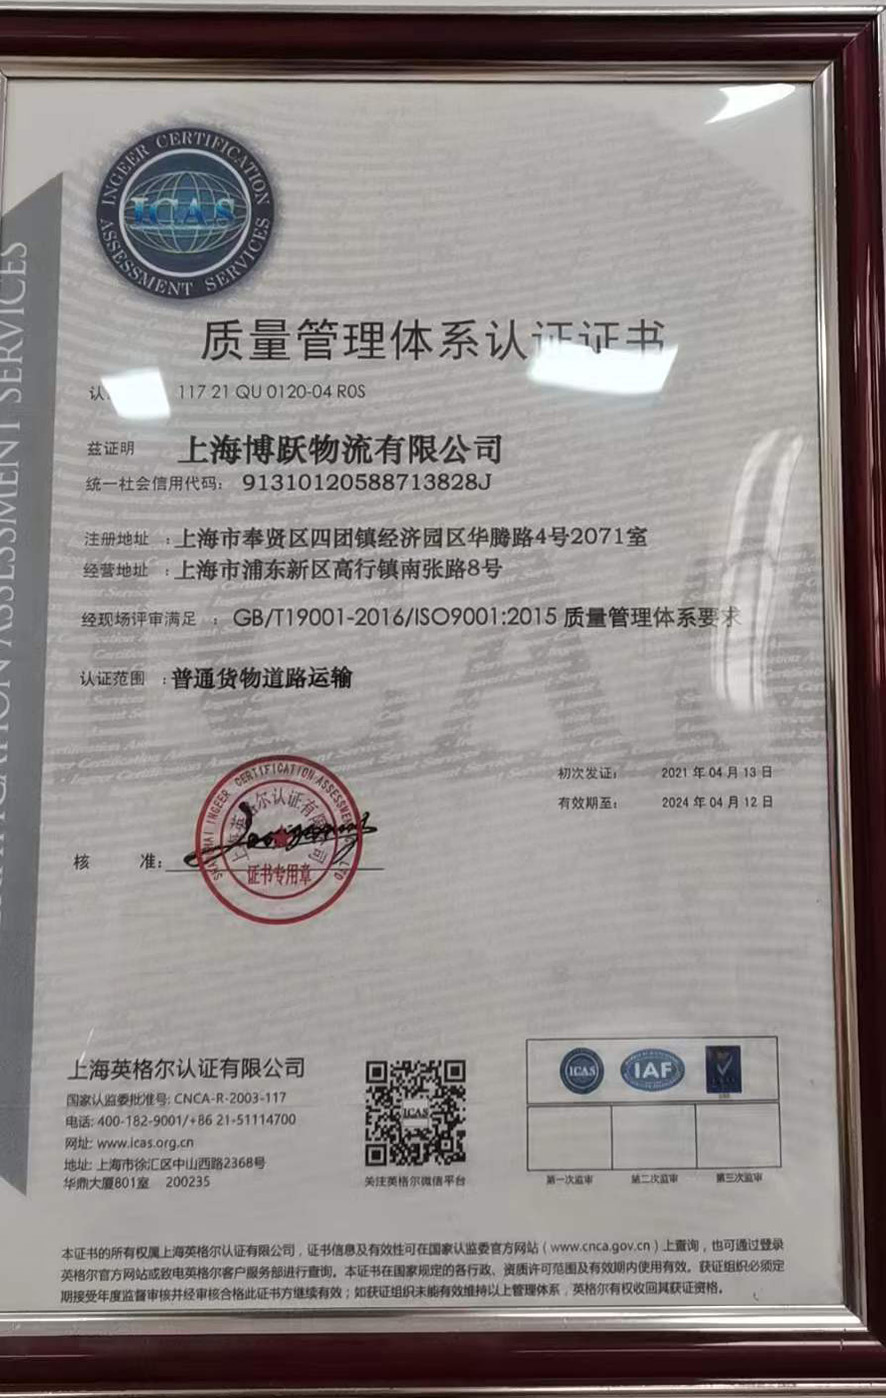 INGEER CERTIFICATION
ICAS
ASSESSMENT SERVICES
质量管理体系认证证书
认 117 21 QU 0120-04 R0S
兹证明 上海博跃物流有限公司
统一社会信用代码: 91310120588713828J
注册地址 : 上海市奉贤区四团镇经济园区华腾路4号2071室
经营地址 : 上海市浦东新区高行镇南张路8号
经现场评审满足 : GB/T19001-2016/ISO9001:2015 质量管理体系要求
认证范围 : 普通货物道路运输
初次发证: 2021 年 04 月 13 日
有效期至: 2024 年 04 月 12 日
核 准:
证书专用章
上海英格尔认证有限公司
国家认监委批准号: CNCA-R-2003-117
电话: 400-182-9001/+86 21-51114700
网址: www.icas.org.cn
地址: 上海市徐汇区中山西路2368号
华鼎大厦801室 200235
ICAS
关注英格尔微信平台
ICAS
IAF
第一次监审 第二次监审 第三次监审
本证书的所有权属上海英格尔认证有限公司，证书信息及有效性可在国家认监委官方网站（www.cnca.gov.cn）上查询，也可通过登录
英格尔官方网站或致电英格尔客户服务部进行查询。本证书在国家规定的各行政、资质许可范围及有效期内使用有效。获证组织必须定
期接受年度监督审核并经审核合格此证书方继续有效；如获证组织未能有效维持以上管理体系，英格尔有权收回其获证资格。